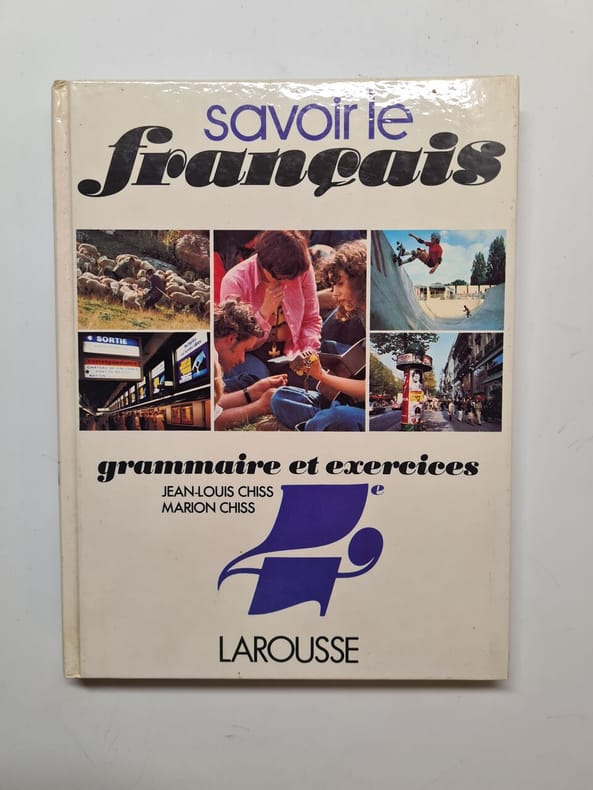 savoir le
français
SORTIE
grammaire et exercices
JEAN-LOUIS CHISS
MARION CHISS
4e
LAROUSSE